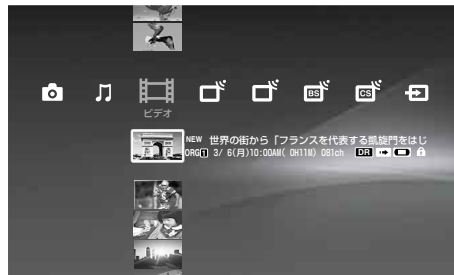 BS
CS
ビデオ
NEW 世界の街から「フランスを代表する凱旋門をはじ
ORG1 3/ 6(月)10:00AM( 0H11M) 081ch DR